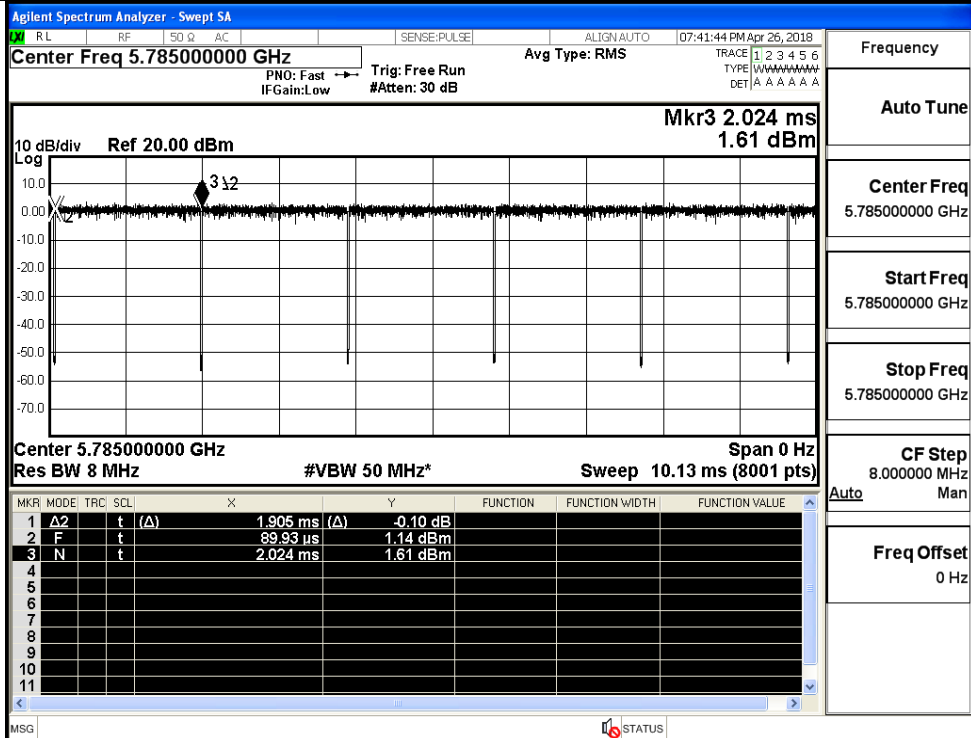 Agilent Spectrum Analyzer - Swept SA
LXI RL RF 50 Ω AC SENSE:PULSE ALIGN AUTO 07:41:44 PM Apr 26, 2018
Center Freq 5.785000000 GHz
PNO: Fast
IFGain:Low
Trig: Free Run
#Atten: 30 dB
Avg Type: RMS
TRACE 1 2 3 4 5 6
TYPE WWWWWW
DET A A A A A A
Mkr3 2.024 ms
1.61 dBm
10 dB/div Ref 20.00 dBm
Log
10.0
0.00
-10.0
-20.0
-30.0
-40.0
-50.0
-60.0
-70.0
3 1Δ2
2
Center 5.785000000 GHz Span 0 Hz
Res BW 8 MHz #VBW 50 MHz* Sweep 10.13 ms (8001 pts)
MKR MODE TRC SCL X Y FUNCTION FUNCTION WIDTH FUNCTION VALUE
1 Δ2 t (Δ) 1.905 ms (Δ) -0.10 dB
2 F t 89.93 µs 1.14 dBm
3 N t 2.024 ms 1.61 dBm
4
5
6
7
8
9
10
11
MSG STATUS
Frequency
Auto Tune
Center Freq
5.785000000 GHz
Start Freq
5.785000000 GHz
Stop Freq
5.785000000 GHz
CF Step
8.000000 MHz
Auto Man
Freq Offset
0 Hz